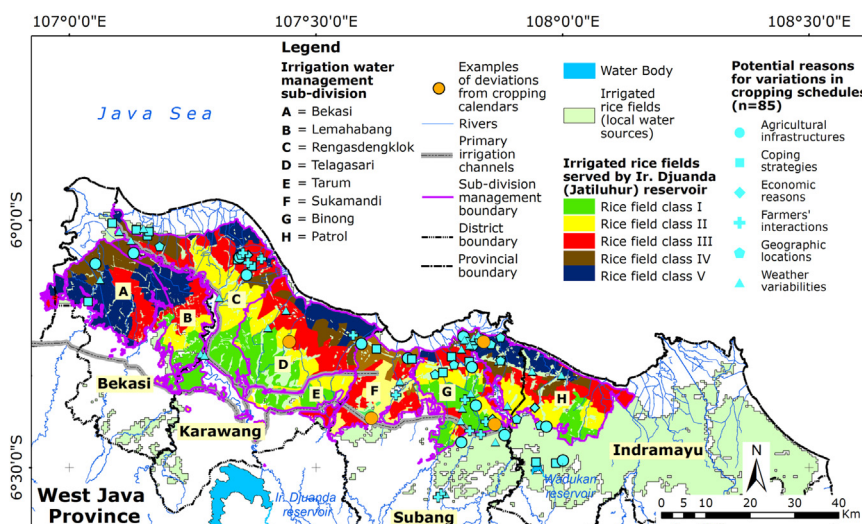 107°0'0"E
107°30'0"E
108°0'0"E
108°30'0"E
Legend
Irrigation water
management
sub-division
A = Bekasi
B = Lemahabang
C = Rengasdengklok
D = Telagasari
E = Tarum
F = Sukamandi
G = Binong
H = Patrol
Examples
of deviations
from cropping
calendars
Rivers
Primary
irrigation
channels
Sub-division
management
boundary
District
boundary
Provincial
boundary
Water Body
Irrigated
rice fields
(local water
sources)
Irrigated rice fields
served by Ir. Djuanda
(Jatiluhur) reservoir
Rice field class I
Rice field class II
Rice field class III
Rice field class IV
Rice field class V
Potential reasons
for variations in
cropping schedules
(n=85)
Agricultural
infrastructures
Coping
strategies
Economic
reasons
Farmers'
interactions
Geographic
locations
Weather
variabilities
Java Sea
6°0'0"S
6°30'0"S
A
B
C
D
E
F
G
H
Bekasi
Karawang
Subang
Indramayu
West Java
Province
Ir. Djuanda
reservoir
Wadukan
reservoir
N
0 5 10 20 30 40
Km